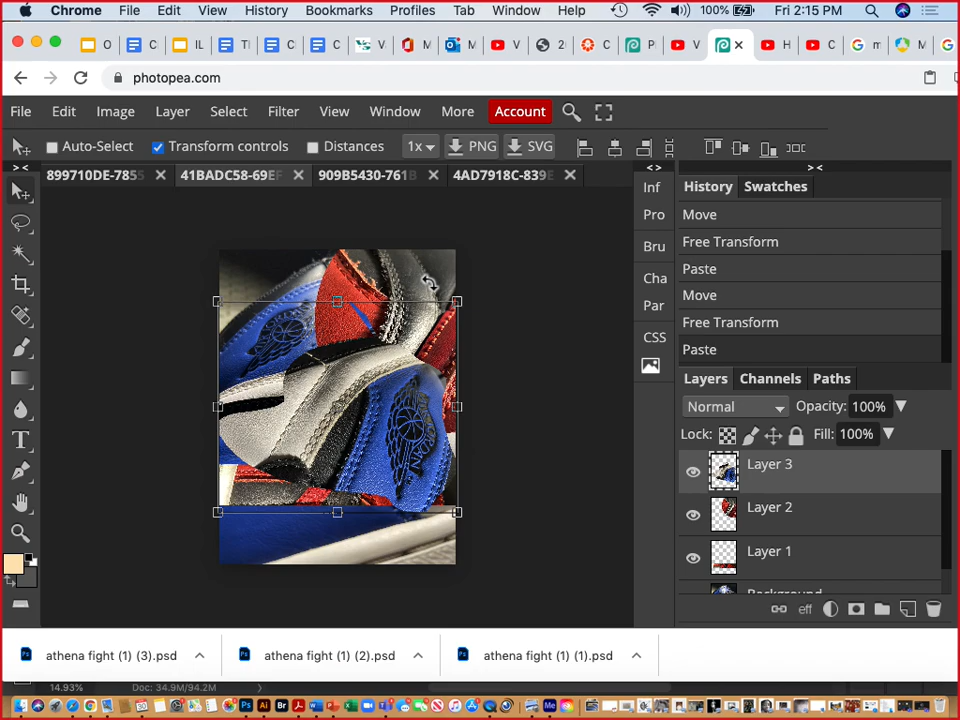 Chrome File Edit View History Bookmarks Profiles Tab Window Help 100% Fri 2:15 PM
photopea.com
File Edit Image Layer Select Filter View Window More Account
Auto-Select Transform controls Distances 1x PNG SVG
899710DE-7855 41BADC58-69EF 909B5430-761B 4AD7918C-839E
Inf
Pro
Bru
Cha
Par
CSS
History Swatches
Move
Free Transform
Paste
Move
Free Transform
Paste
Layers Channels Paths
Normal Opacity: 100%
Lock: Fill: 100%
Layer 3
Layer 2
Layer 1
Background
eff
athena fight (1) (3).psd athena fight (1) (2).psd athena fight (1) (1).psd
14.93% Doc: 34.9M/94.2M